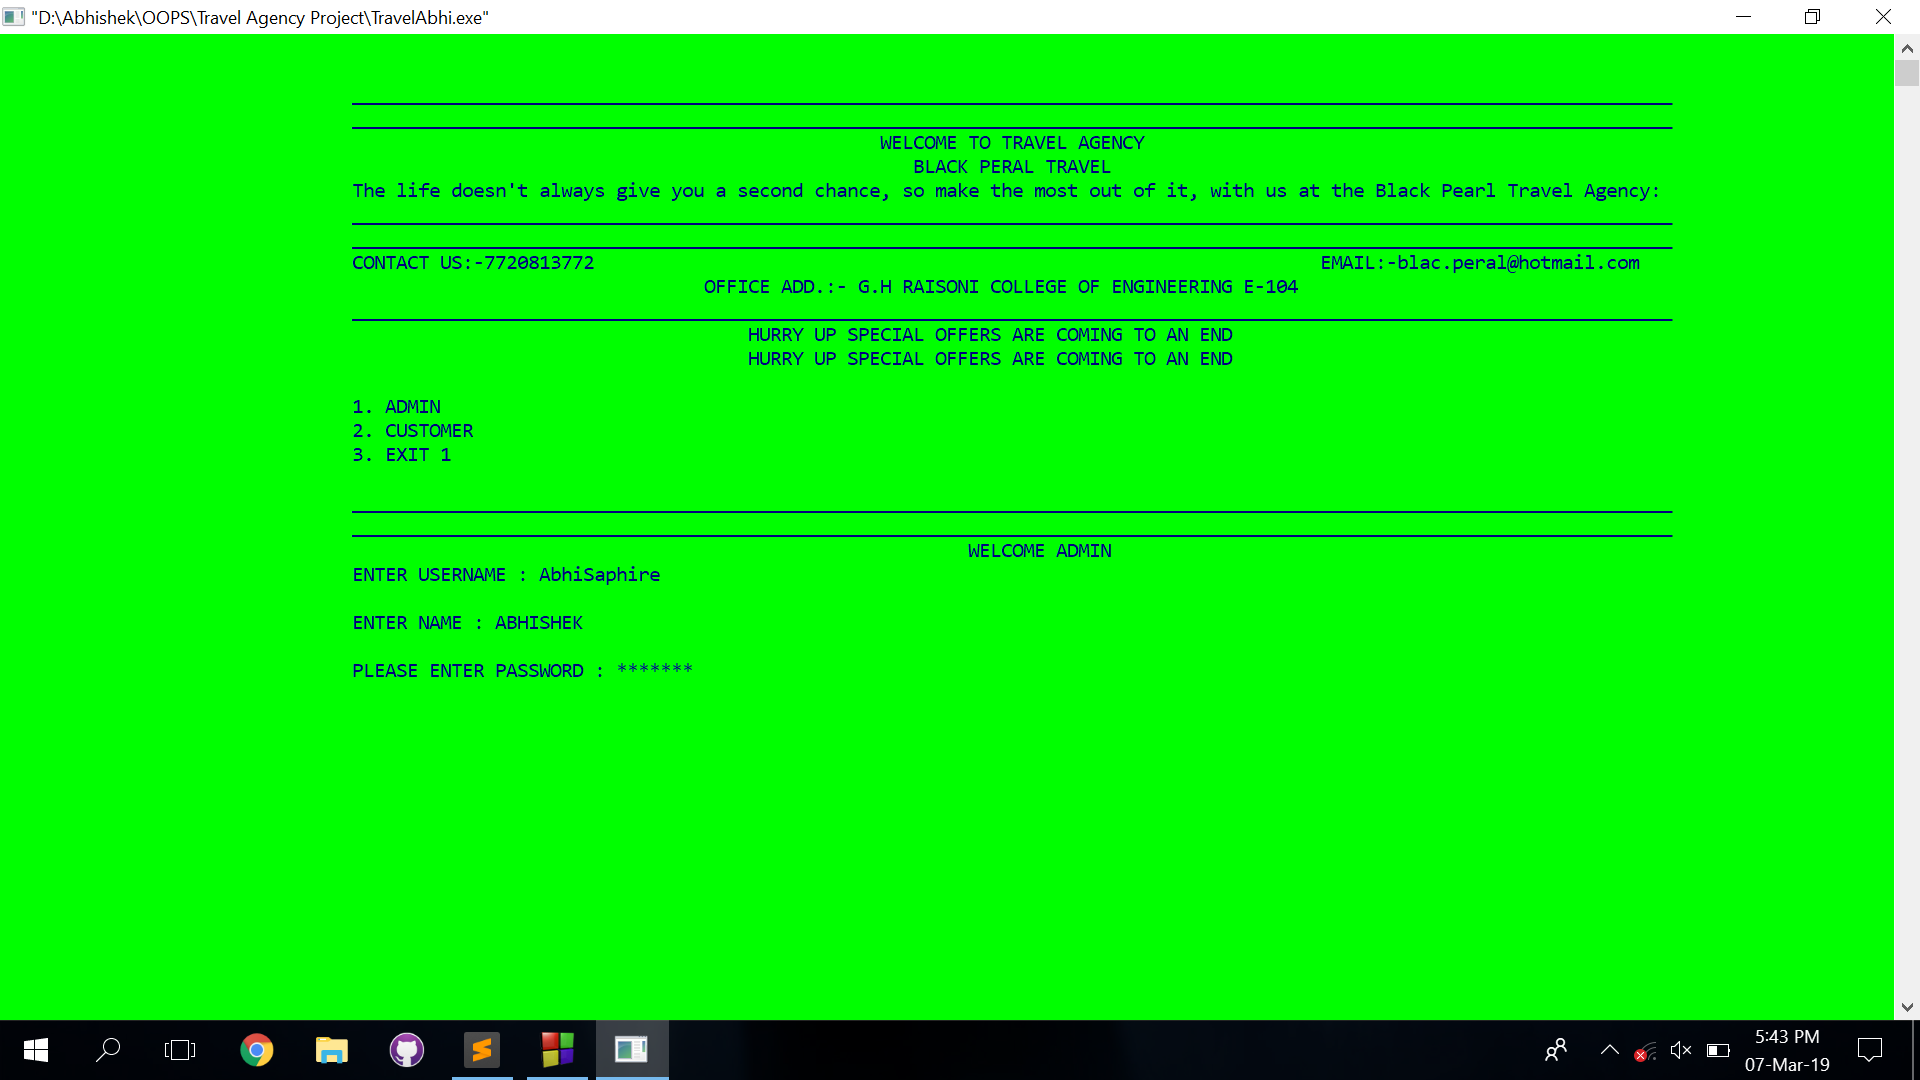 "D:\Abhishek\OOPS\Travel Agency Project\TravelAbhi.exe"
WELCOME TO TRAVEL AGENCY
BLACK PERAL TRAVEL
The life doesn't always give you a second chance, so make the most out of it, with us at the Black Pearl Travel Agency:
CONTACT US:-7720813772 EMAIL:-blac.peral@hotmail.com
OFFICE ADD.:- G.H RAISONI COLLEGE OF ENGINEERING E-104
HURRY UP SPECIAL OFFERS ARE COMING TO AN END
HURRY UP SPECIAL OFFERS ARE COMING TO AN END
1. ADMIN
2. CUSTOMER
3. EXIT 1
WELCOME ADMIN
ENTER USERNAME : AbhiSaphire
ENTER NAME : ABHISHEK
PLEASE ENTER PASSWORD : *******
5:43 PM
07-Mar-19